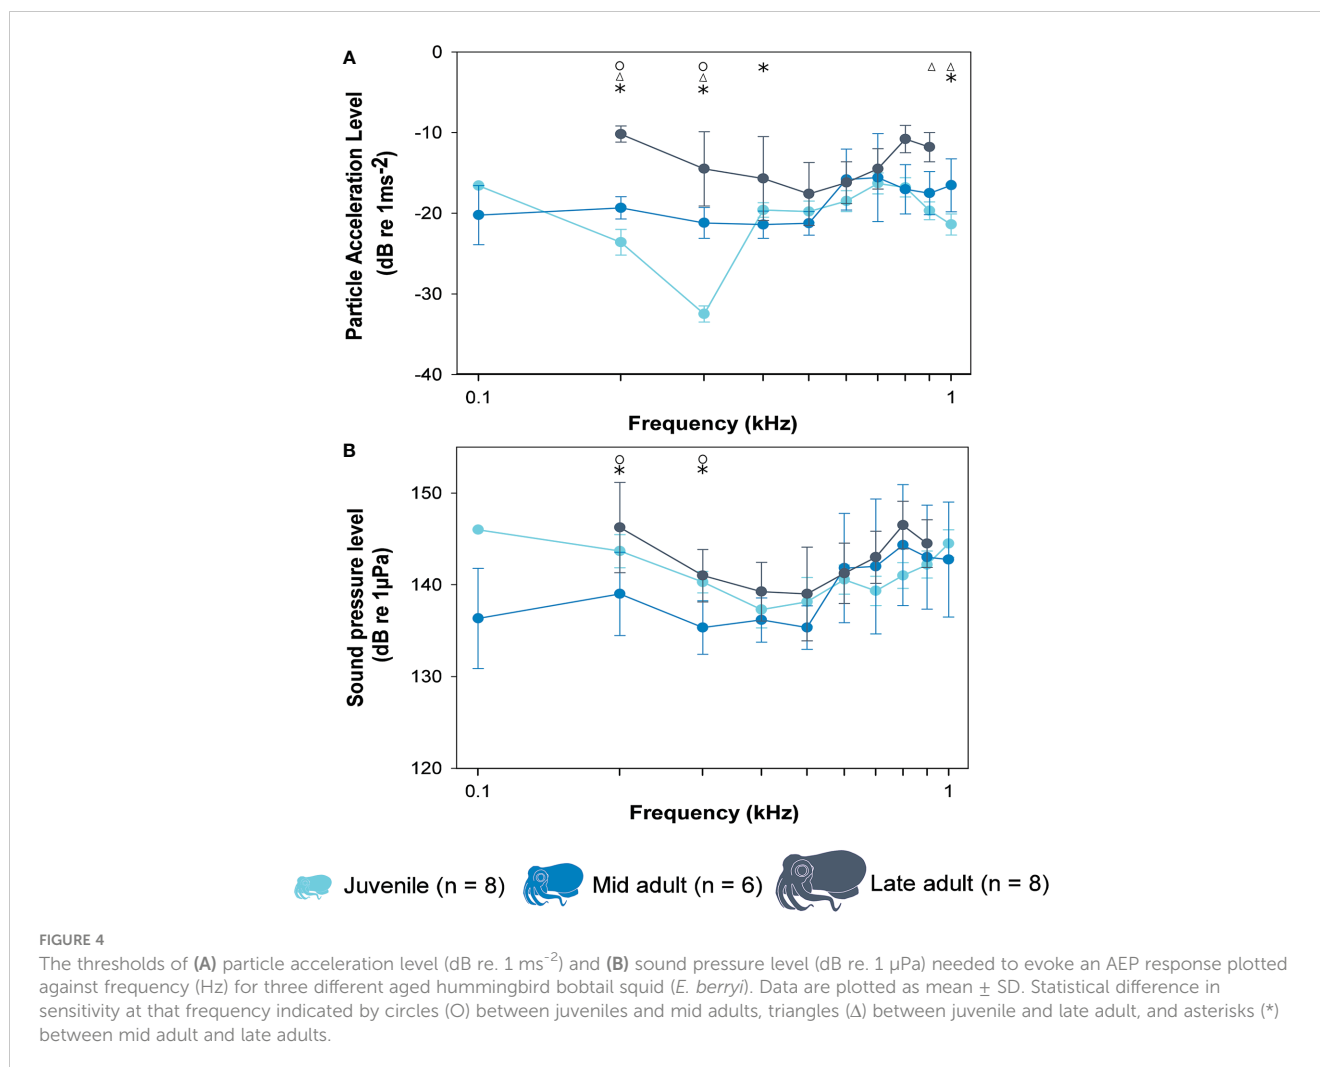 A
0
-10
-20
-30
-40
Particle Acceleration Level
(dB re 1ms-2)
0.1
1
Frequency (kHz)
B
150
140
130
120
Sound pressure level
(dB re 1µPa)
0.1
1
Frequency (kHz)
Juvenile (n = 8)
Mid adult (n = 6)
Late adult (n = 8)
FIGURE 4
The thresholds of (A) particle acceleration level (dB re. 1 ms-2) and (B) sound pressure level (dB re. 1 µPa) needed to evoke an AEP response plotted
against frequency (Hz) for three different aged hummingbird bobtail squid (E. berryi). Data are plotted as mean ± SD. Statistical difference in
sensitivity at that frequency indicated by circles (O) between juveniles and mid adults, triangles (Δ) between juvenile and late adult, and asterisks (*)
between mid adult and late adults.